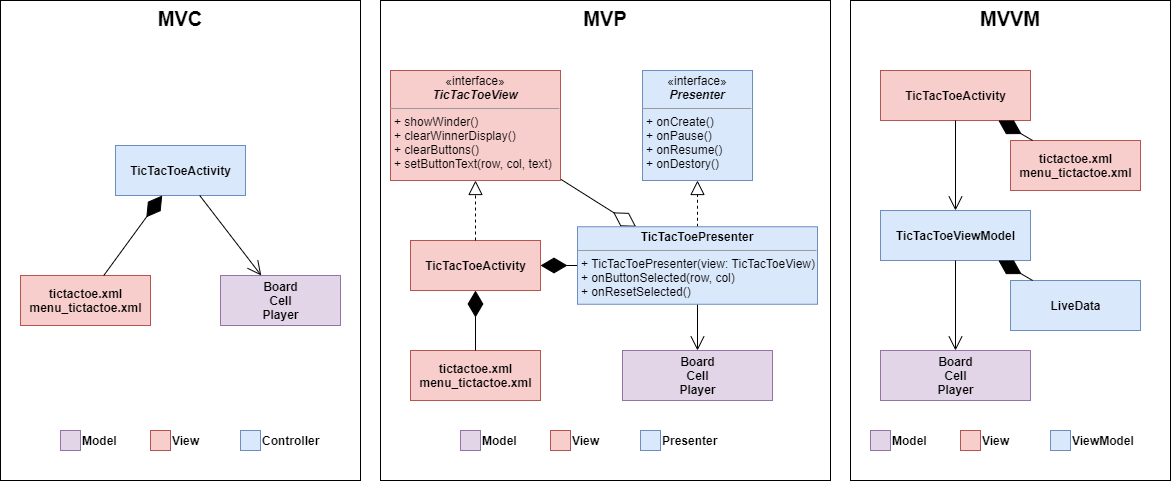 MVC
TicTacToeActivity
tictactoe.xml
menu_tictactoe.xml
Board
Cell
Player
Model
View
Controller
MVP
«interface»
TicTacToeView
+ showWinder()
+ clearWinnerDisplay()
+ clearButtons()
+ setButtonText(row, col, text)
«interface»
Presenter
+ onCreate()
+ onPause()
+ onResume()
+ onDestory()
TicTacToeActivity
TicTacToePresenter
+ TicTacToePresenter(view: TicTacToeView)
+ onButtonSelected(row, col)
+ onResetSelected()
tictactoe.xml
menu_tictactoe.xml
Board
Cell
Player
Model
View
Presenter
MVVM
TicTacToeActivity
tictactoe.xml
menu_tictactoe.xml
TicTacToeViewModel
LiveData
Board
Cell
Player
Model
View
ViewModel